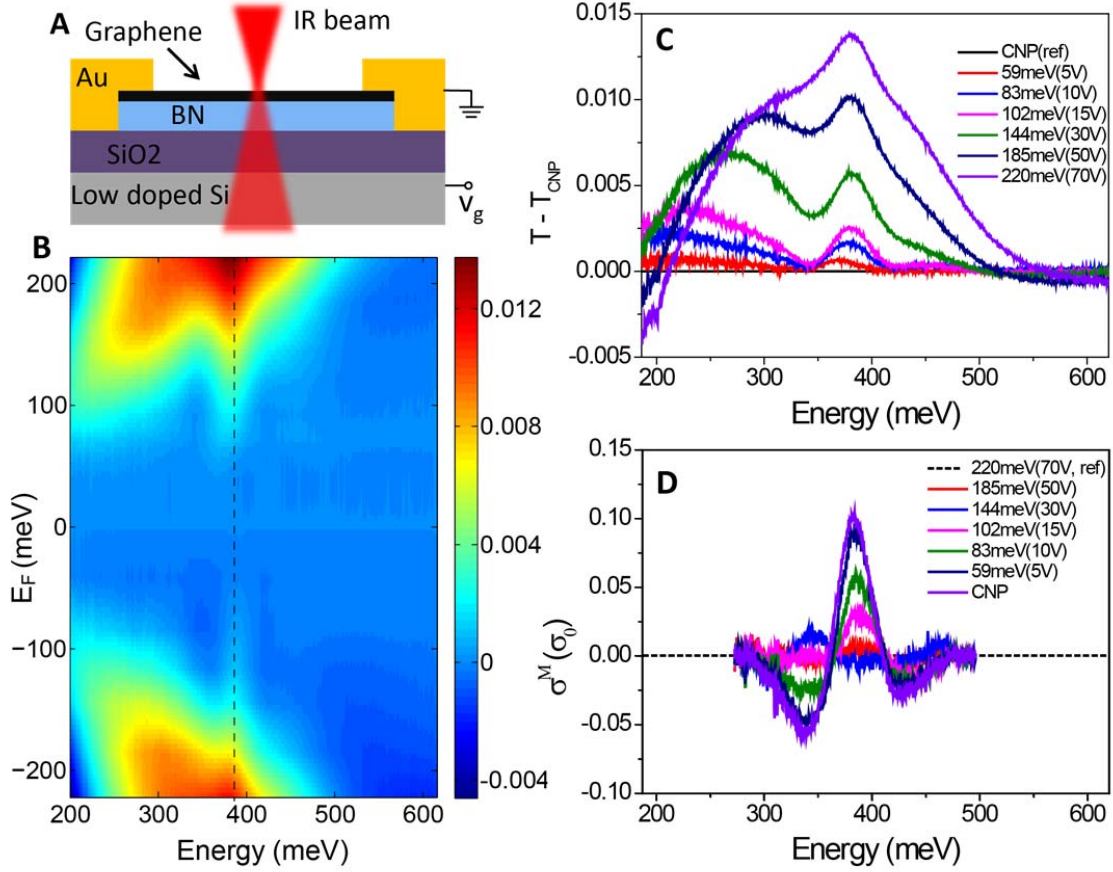 A
IR beam
Graphene
Au
BN
SiO2
Low doped Si
Vg
B
200
100
0
−100
−200
EF (meV)
200 300 400 500 600
Energy (meV)
0.012
0.008
0.004
0
-0.004
C
0.015
0.010
0.005
0.000
-0.005
T - TCNP
CNP(ref)
59meV(5V)
83meV(10V)
102meV(15V)
144meV(30V)
185meV(50V)
220meV(70V)
200 300 400 500 600
Energy (meV)
D
0.15
0.10
0.05
0.00
-0.05
-0.10
σM (σ0)
220meV(70V, ref)
185meV(50V)
144meV(30V)
102meV(15V)
83meV(10V)
59meV(5V)
CNP
200 300 400 500 600
Energy (meV)